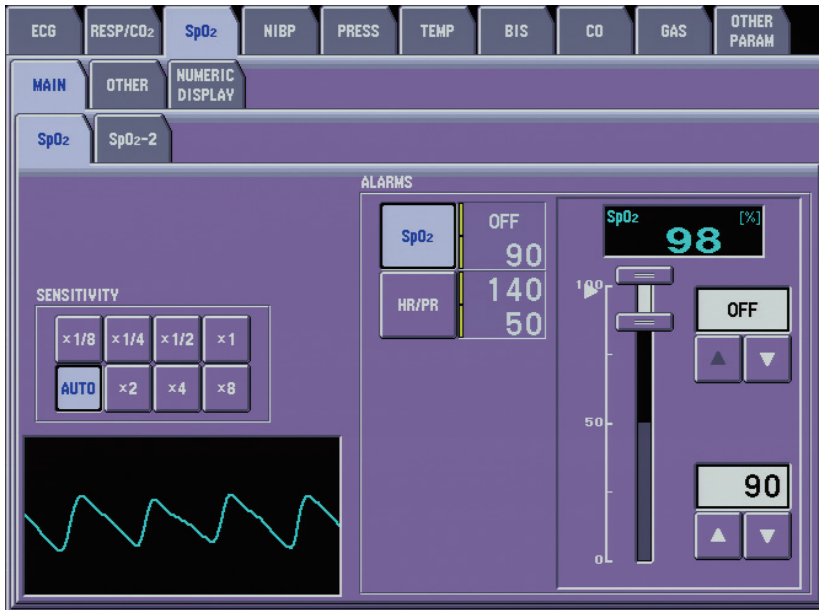 ECG RESP/CO2 SpO2 NIBP PRESS TEMP BIS CO GAS OTHER PARAM
MAIN OTHER NUMERIC DISPLAY
SpO2 SpO2-2
ALARMS
SpO2 OFF
90
HR/PR 140
50
SpO2 [%]
98
100
OFF
50
90
0
SENSITIVITY
×1/8 ×1/4 ×1/2 ×1
AUTO ×2 ×4 ×8